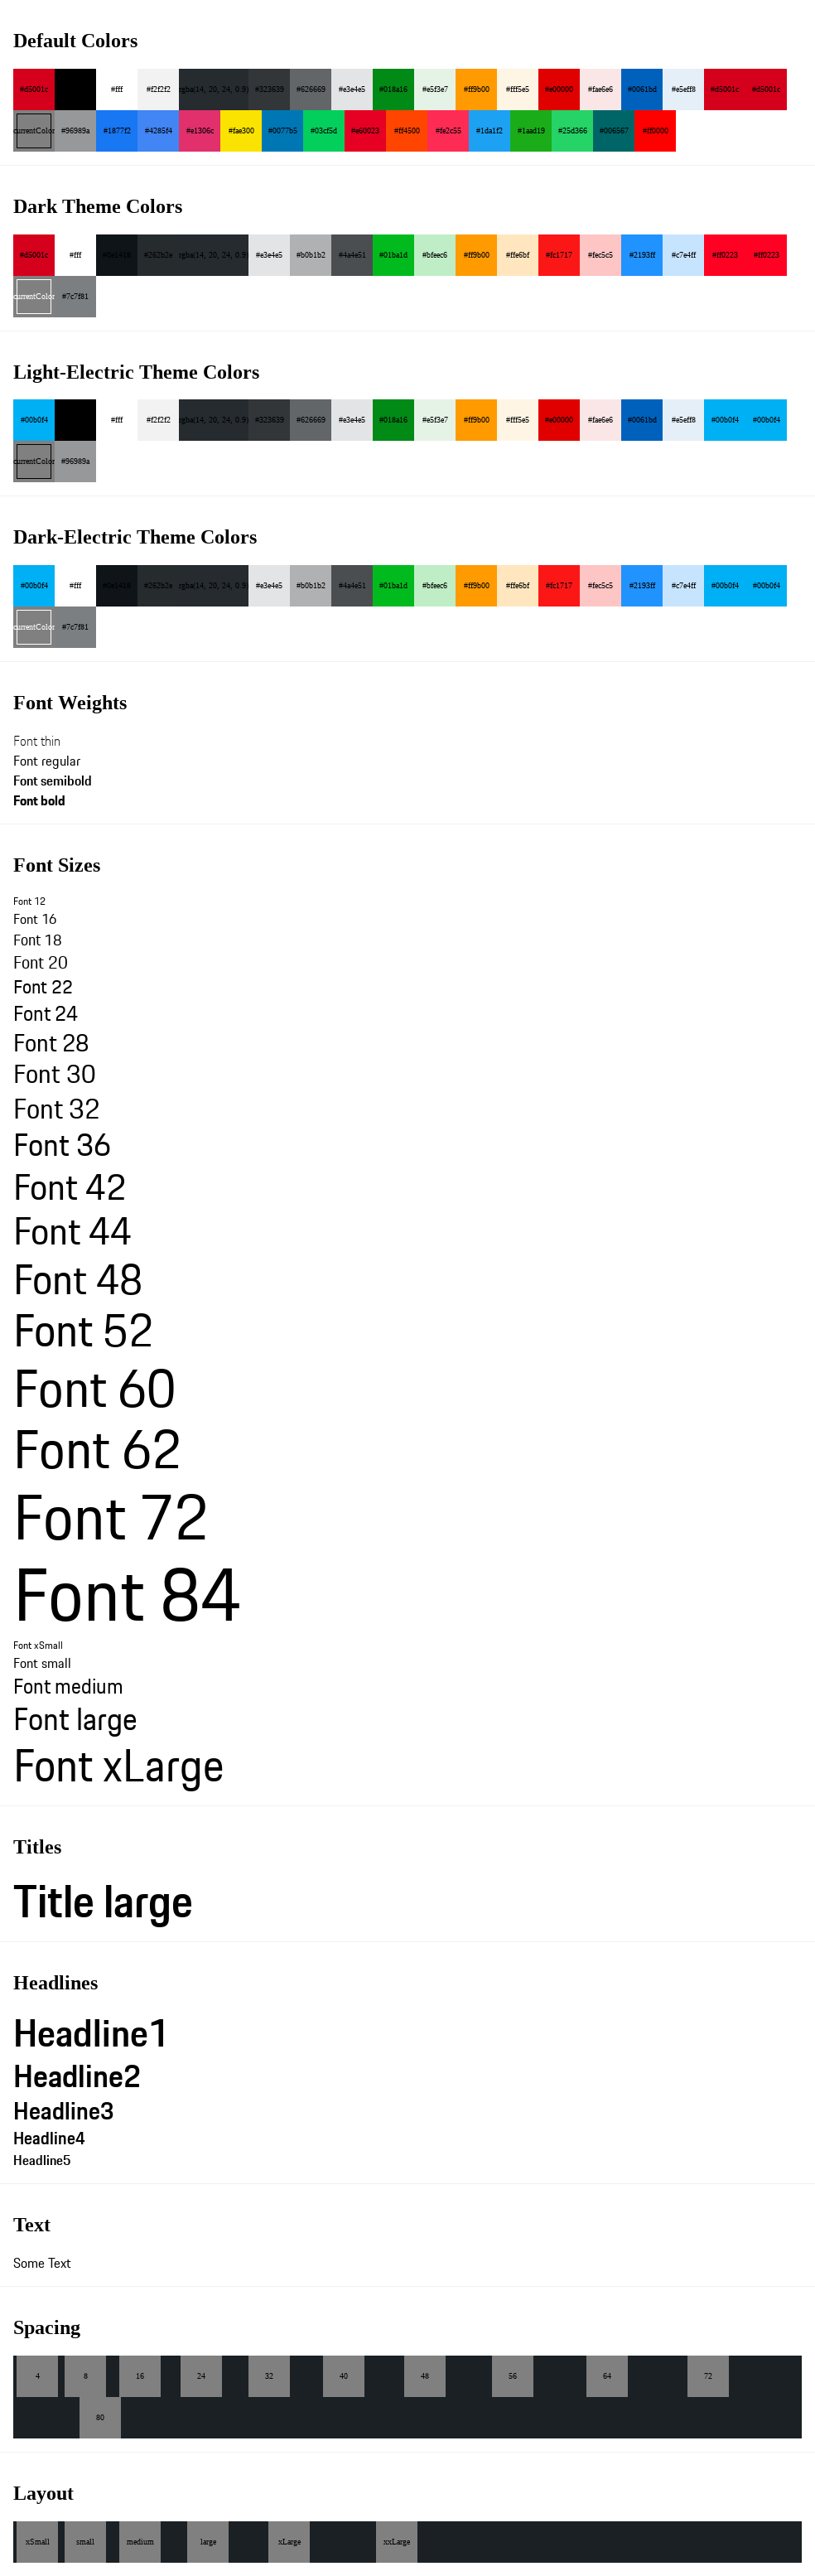 Default Colors
#d5001c #fff #f2f2f2 rgba(14, 20, 24, 0.9) #323639 #626669 #e3e4e5 #018a16 #e5f3e7 #ff9b00 #fff5e5 #e00000 #fae6e6 #0061bd #e5eff8 #d5001c #d5001c
currentColor #96989a #1877f2 #4285f4 #e1306c #fae300 #0077b5 #03cf5d #e60023 #ff4500 #fe2c55 #1da1f2 #1aad19 #25d366 #006567 #ff0000
Dark Theme Colors
#d5001c #fff #0e1418 #262b2e rgba(14, 20, 24, 0.9) #e3e4e5 #b0b1b2 #4a4e51 #01ba1d #bfeec6 #ff9b00 #ffe6bf #fc1717 #fec5c5 #2193ff #c7e4ff #ff0223 #ff0223
currentColor #7c7f81
Light-Electric Theme Colors
#00b0f4 #fff #f2f2f2 rgba(14, 20, 24, 0.9) #323639 #626669 #e3e4e5 #018a16 #e5f3e7 #ff9b00 #fff5e5 #e00000 #fae6e6 #0061bd #e5eff8 #00b0f4 #00b0f4
currentColor #96989a
Dark-Electric Theme Colors
#00b0f4 #fff #0e1418 #262b2e rgba(14, 20, 24, 0.9) #e3e4e5 #b0b1b2 #4a4e51 #01ba1d #bfeec6 #ff9b00 #ffe6bf #fc1717 #fec5c5 #2193ff #c7e4ff #00b0f4 #00b0f4
currentColor #7c7f81
Font Weights
Font thin
Font regular
Font semibold
Font bold
Font Sizes
Font 12
Font 16
Font 18
Font 20
Font 22
Font 24
Font 28
Font 30
Font 32
Font 36
Font 42
Font 44
Font 48
Font 52
Font 60
Font 62
Font 72
Font 84
Font xSmall
Font small
Font medium
Font large
Font xLarge
Titles
Title large
Headlines
Headline1
Headline2
Headline3
Headline4
Headline5
Text
Some Text
Spacing
4 8 16 24 32 40 48 56 64 72
80
Layout
xSmall small medium large xLarge xxLarge